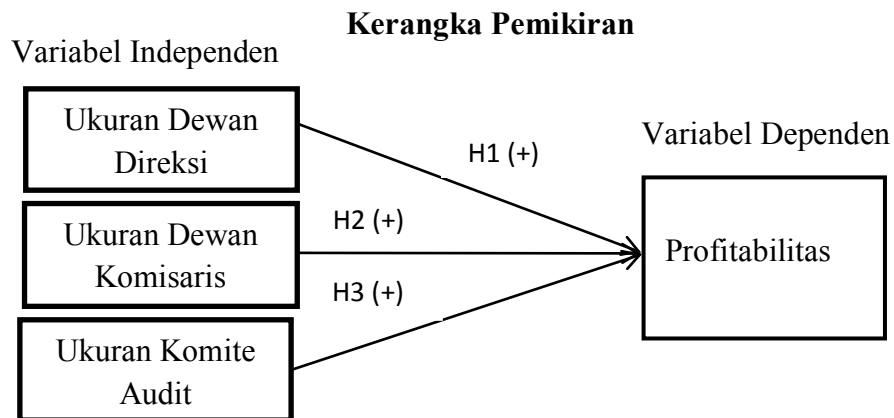 Kerangka Pemikiran
Variabel Independen
Ukuran Dewan
Direksi
Ukuran Dewan
Komisaris
Ukuran Komite
Audit
H1 (+)
H2 (+)
H3 (+)
Variabel Dependen
Profitabilitas